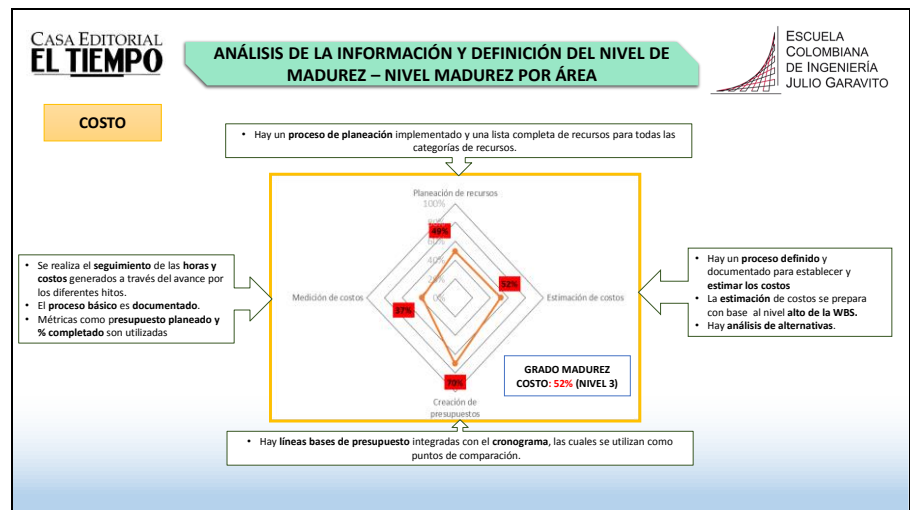 CASA EDITORIAL
EL TIEMPO
ANÁLISIS DE LA INFORMACIÓN Y DEFINICIÓN DEL NIVEL DE
MADUREZ – NIVEL MADUREZ POR ÁREA
ESCUELA
COLOMBIANA
DE INGENIERÍA
JULIO GARAVITO
COSTO
• Hay un proceso de planeación implementado y una lista completa de recursos para todas las
categorías de recursos.
Planeación de recursos
100%
80%
49%
60%
40%
20%
0%
52%
37%
70%
Medición de costos
Estimación de costos
Creación de
presupuestos
GRADO MADUREZ
COSTO: 52% (NIVEL 3)
• Se realiza el seguimiento de las horas y
costos generados a través del avance por
los diferentes hitos.
• El proceso básico es documentado.
• Métricas como presupuesto planeado y
% completado son utilizadas
• Hay un proceso definido y
documentado para establecer y
estimar los costos
• La estimación de costos se prepara
con base al nivel alto de la WBS.
• Hay análisis de alternativas.
• Hay líneas bases de presupuesto integradas con el cronograma, las cuales se utilizan como
puntos de comparación.